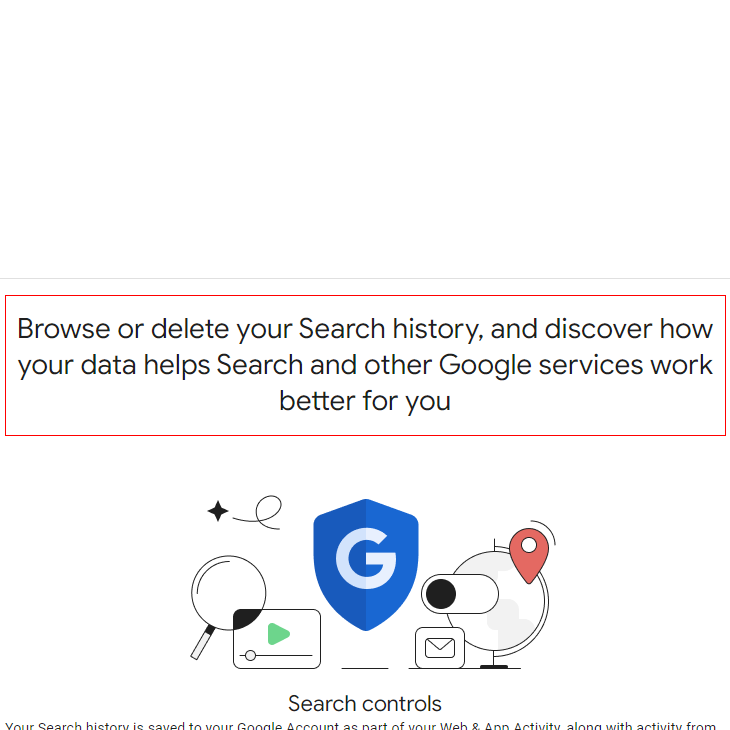 Browse or delete your Search history, and discover how
your data helps Search and other Google services work
better for you
G
Search controls
Your Search history is saved to your Google Account as part of your Web & App Activity, along with activity from